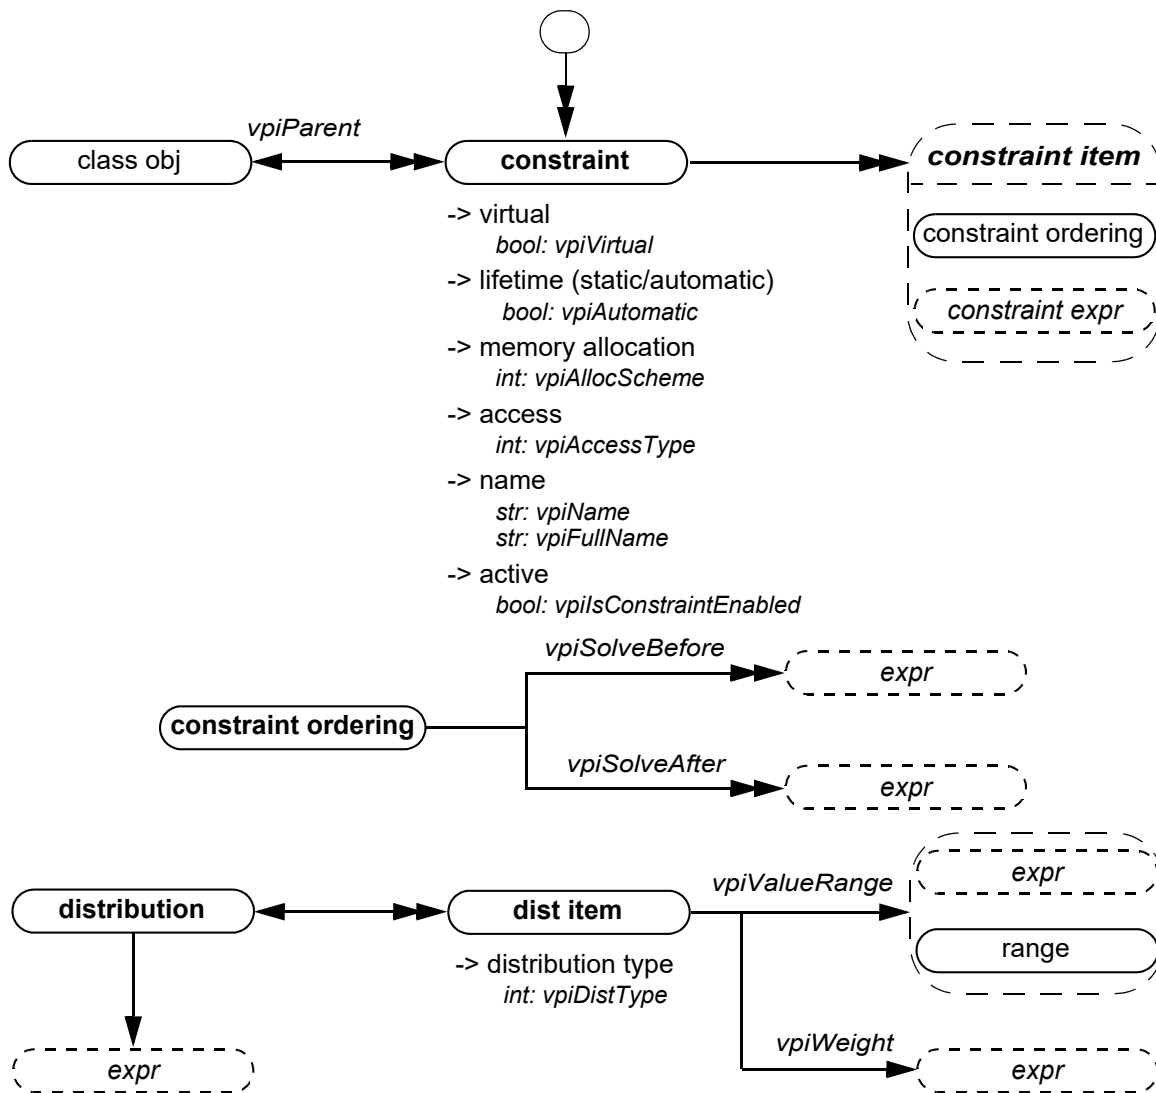 vpiParent
class obj
constraint
constraint item
constraint ordering
constraint expr
-> virtual
bool: vpiVirtual
-> lifetime (static/automatic)
bool: vpiAutomatic
-> memory allocation
int: vpiAllocScheme
-> access
int: vpiAccessType
-> name
str: vpiName
str: vpiFullName
-> active
bool: vpiIsConstraintEnabled
vpiSolveBefore
expr
constraint ordering
vpiSolveAfter
expr
distribution
dist item
vpiValueRange
expr
range
-> distribution type
int: vpiDistType
vpiWeight
expr
expr